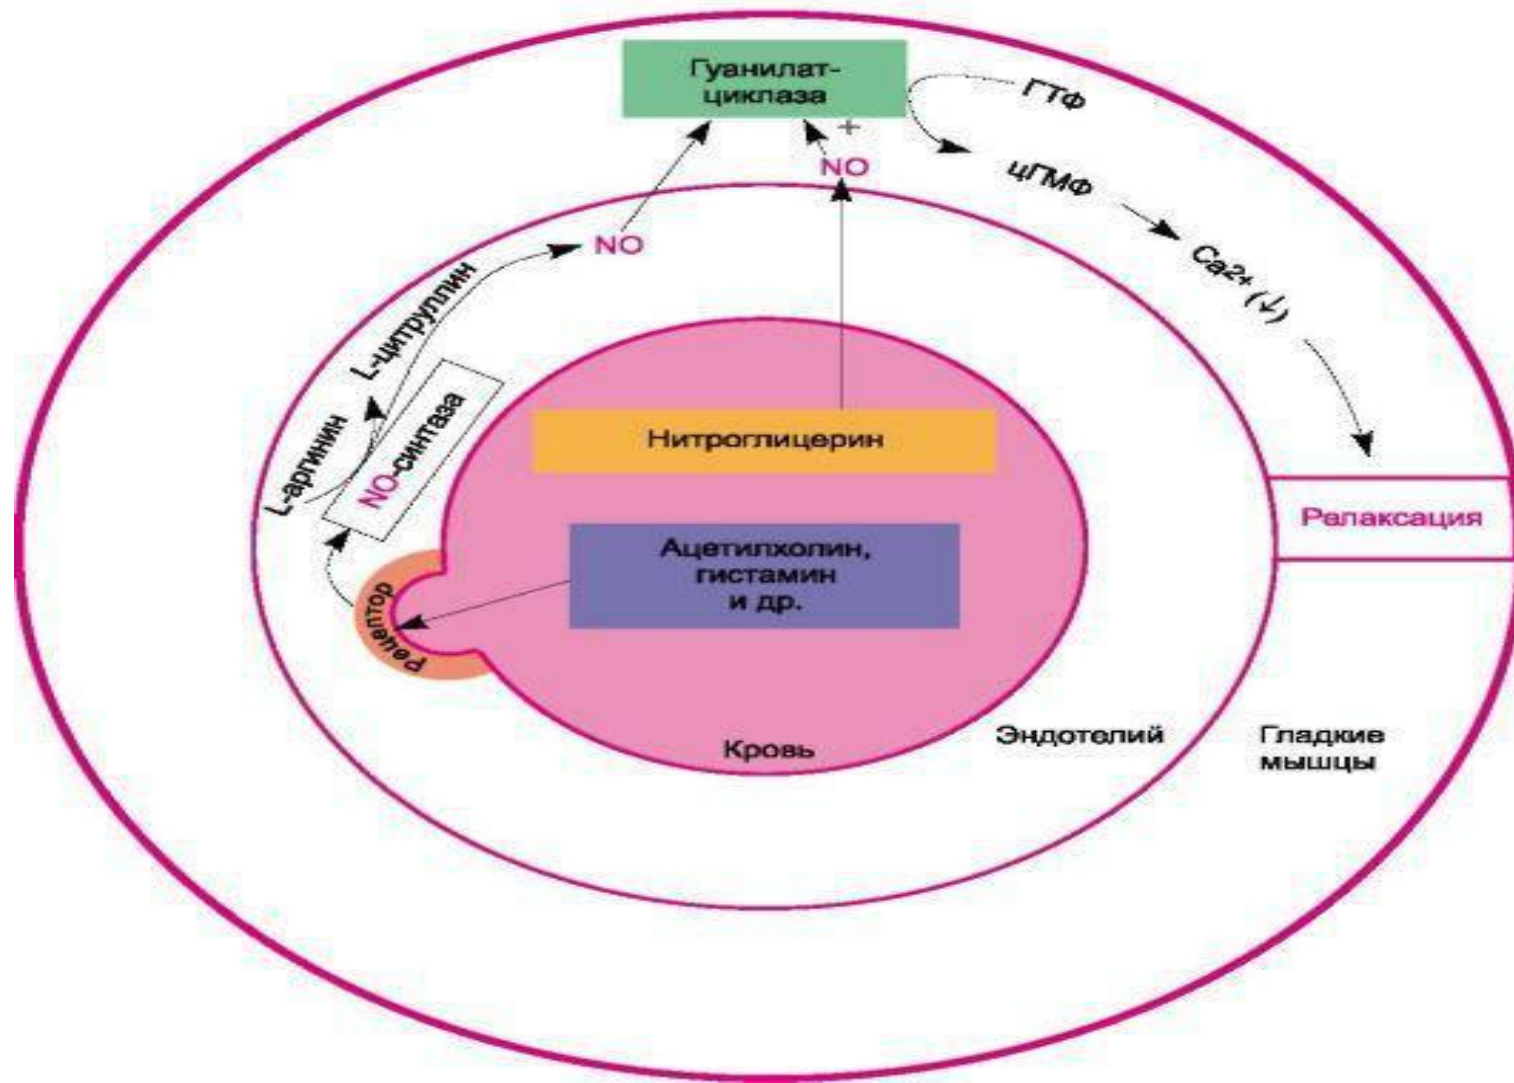 Гуанилат-
циклаза
ГТФ
+
NO
цГМФ
NO
Ca2+ (↓)
L-цитруллин
L-аргинин
NO-синтаза
Нитроглицерин
Релаксация
Ацетилхолин,
гистамин
и др.
Рецептор
Кровь
Эндотелий
Гладкие
мышцы